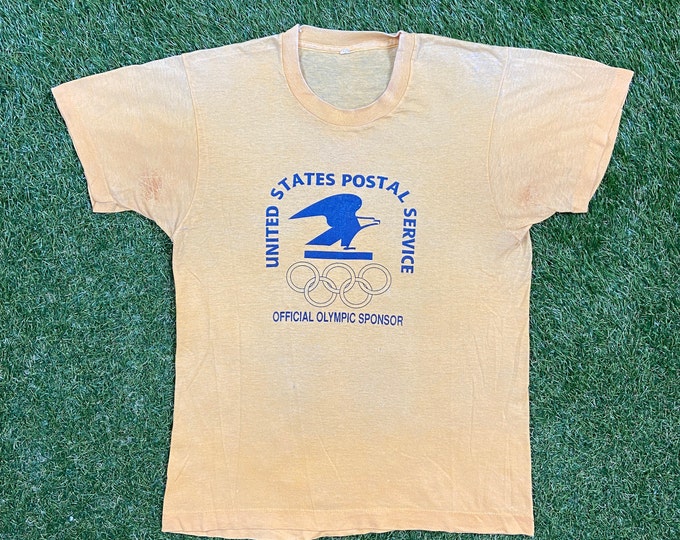 UNITED STATES POSTAL SERVICE
OFFICIAL OLYMPIC SPONSOR